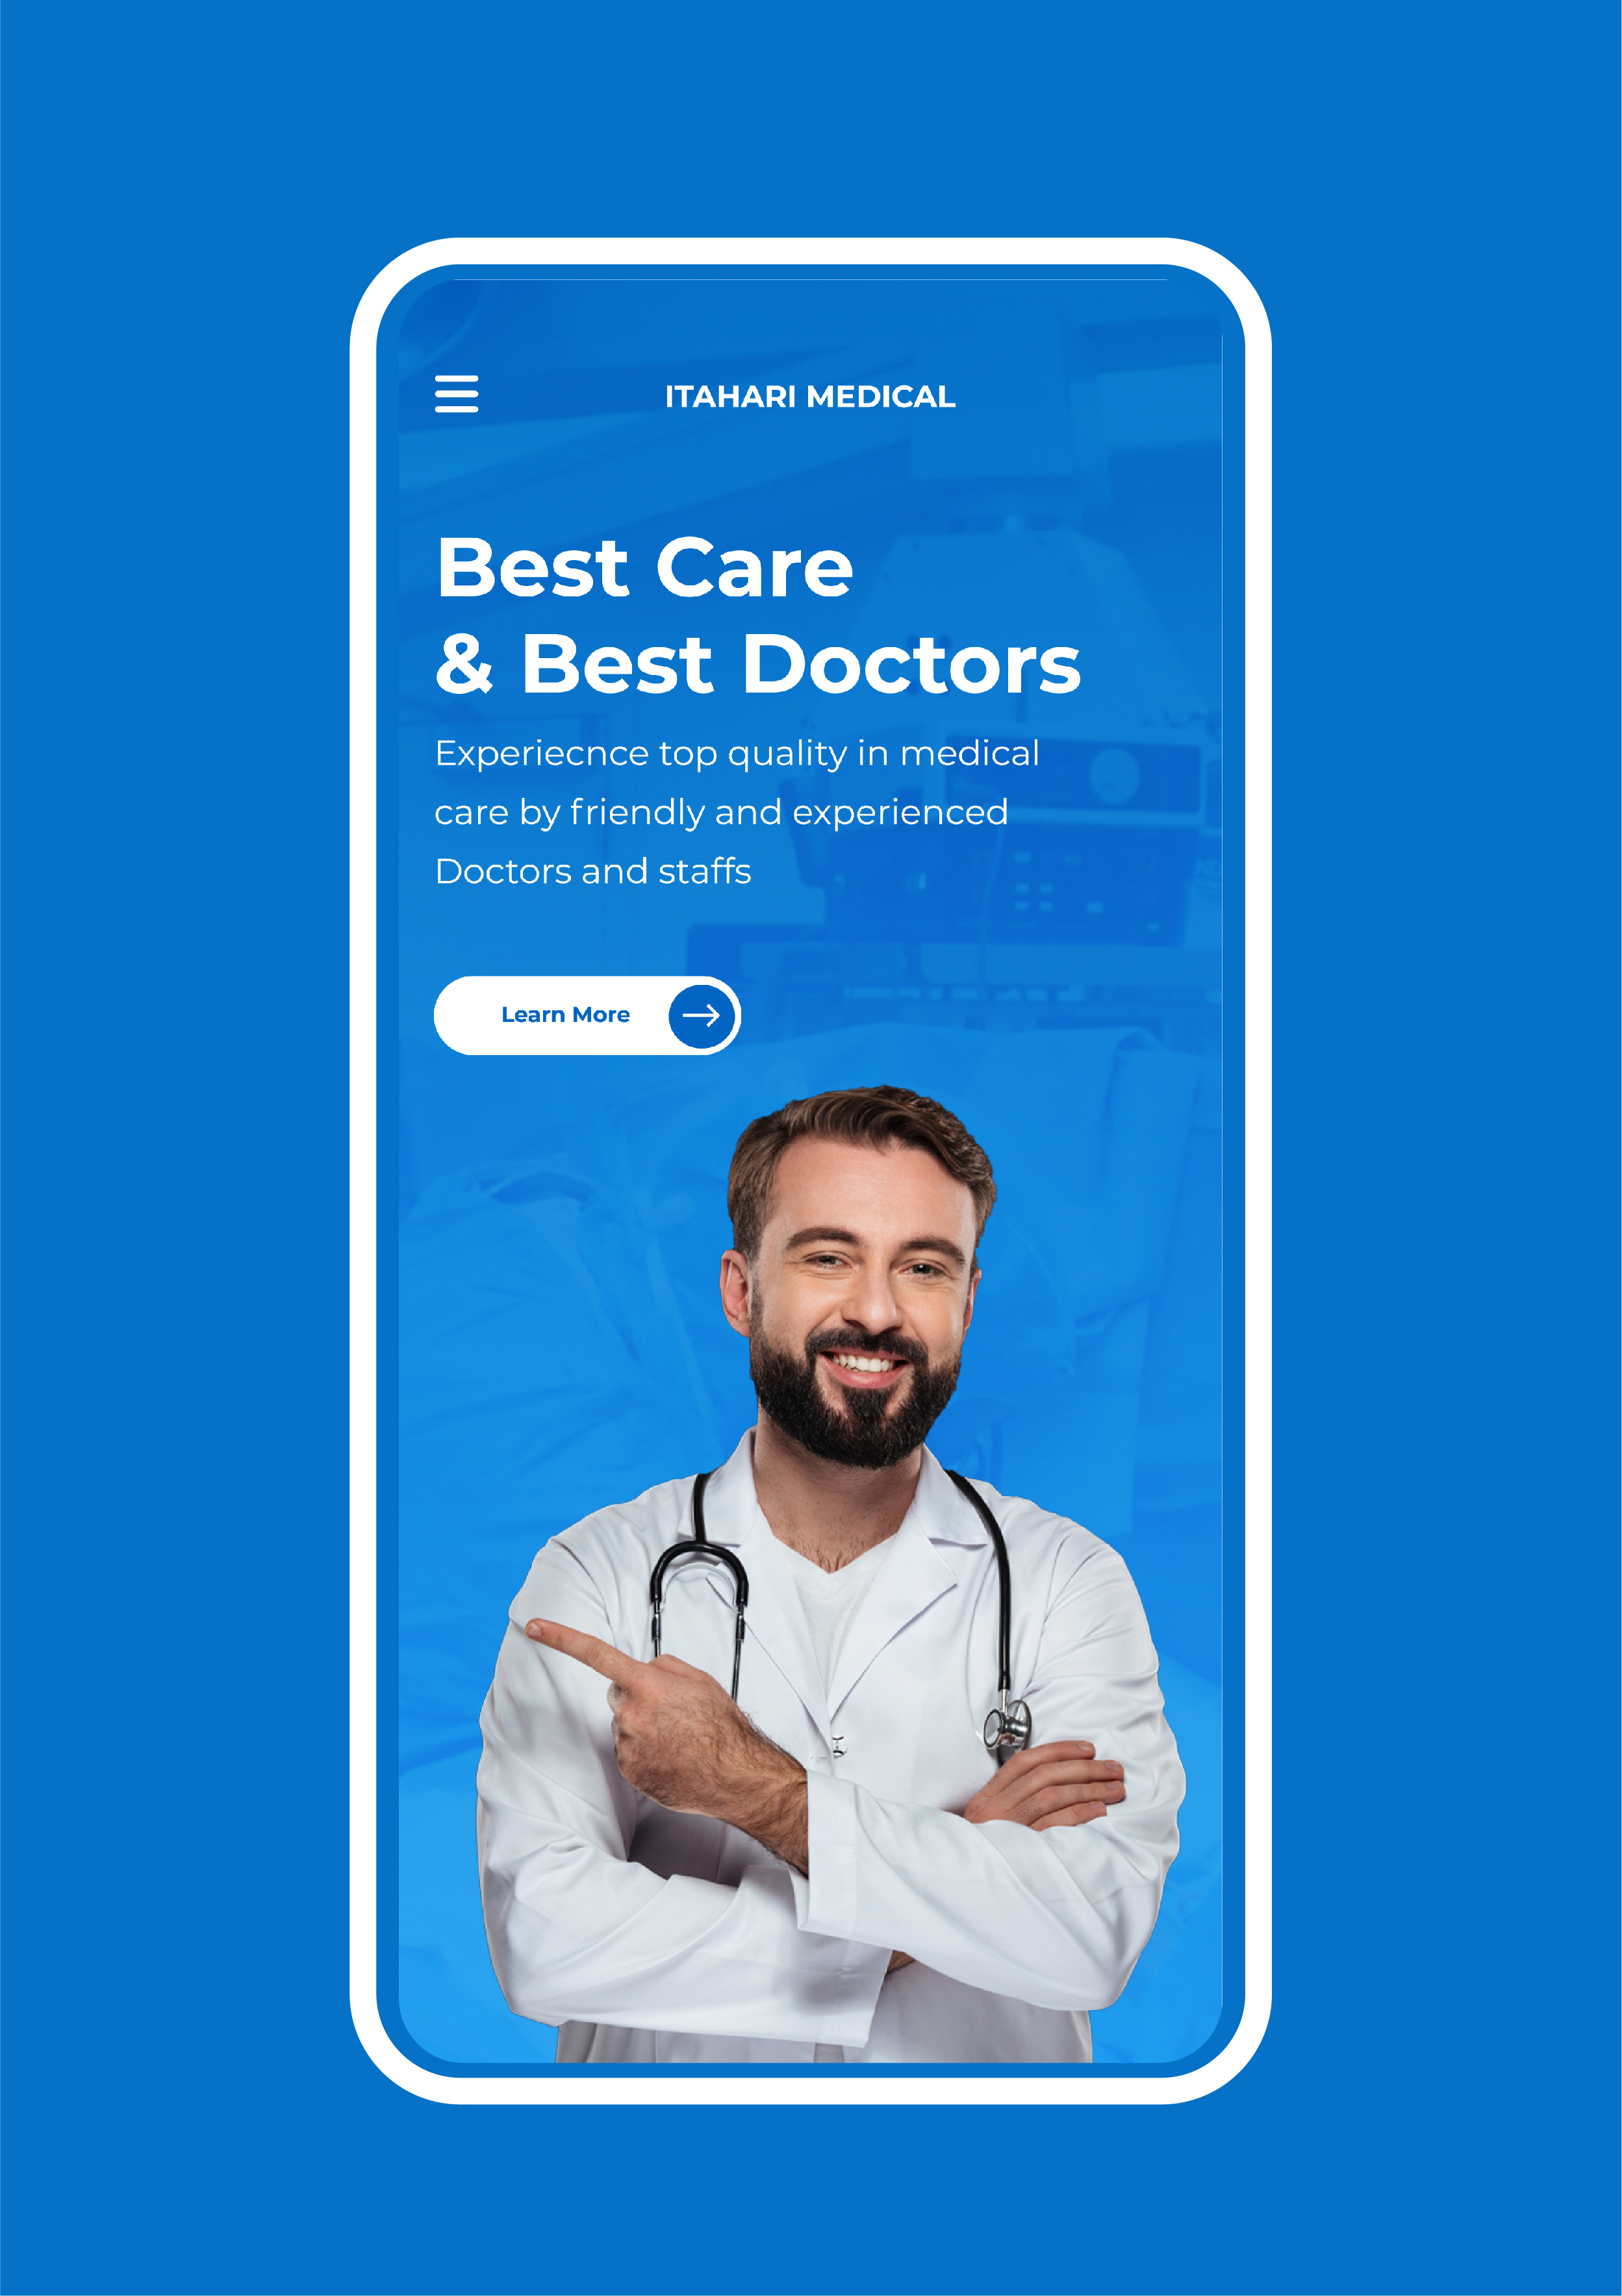 ITAHARI MEDICAL
Best Care
& Best Doctors
Experiecnce top quality in medical
care by friendly and experienced
Doctors and staffs
Learn More